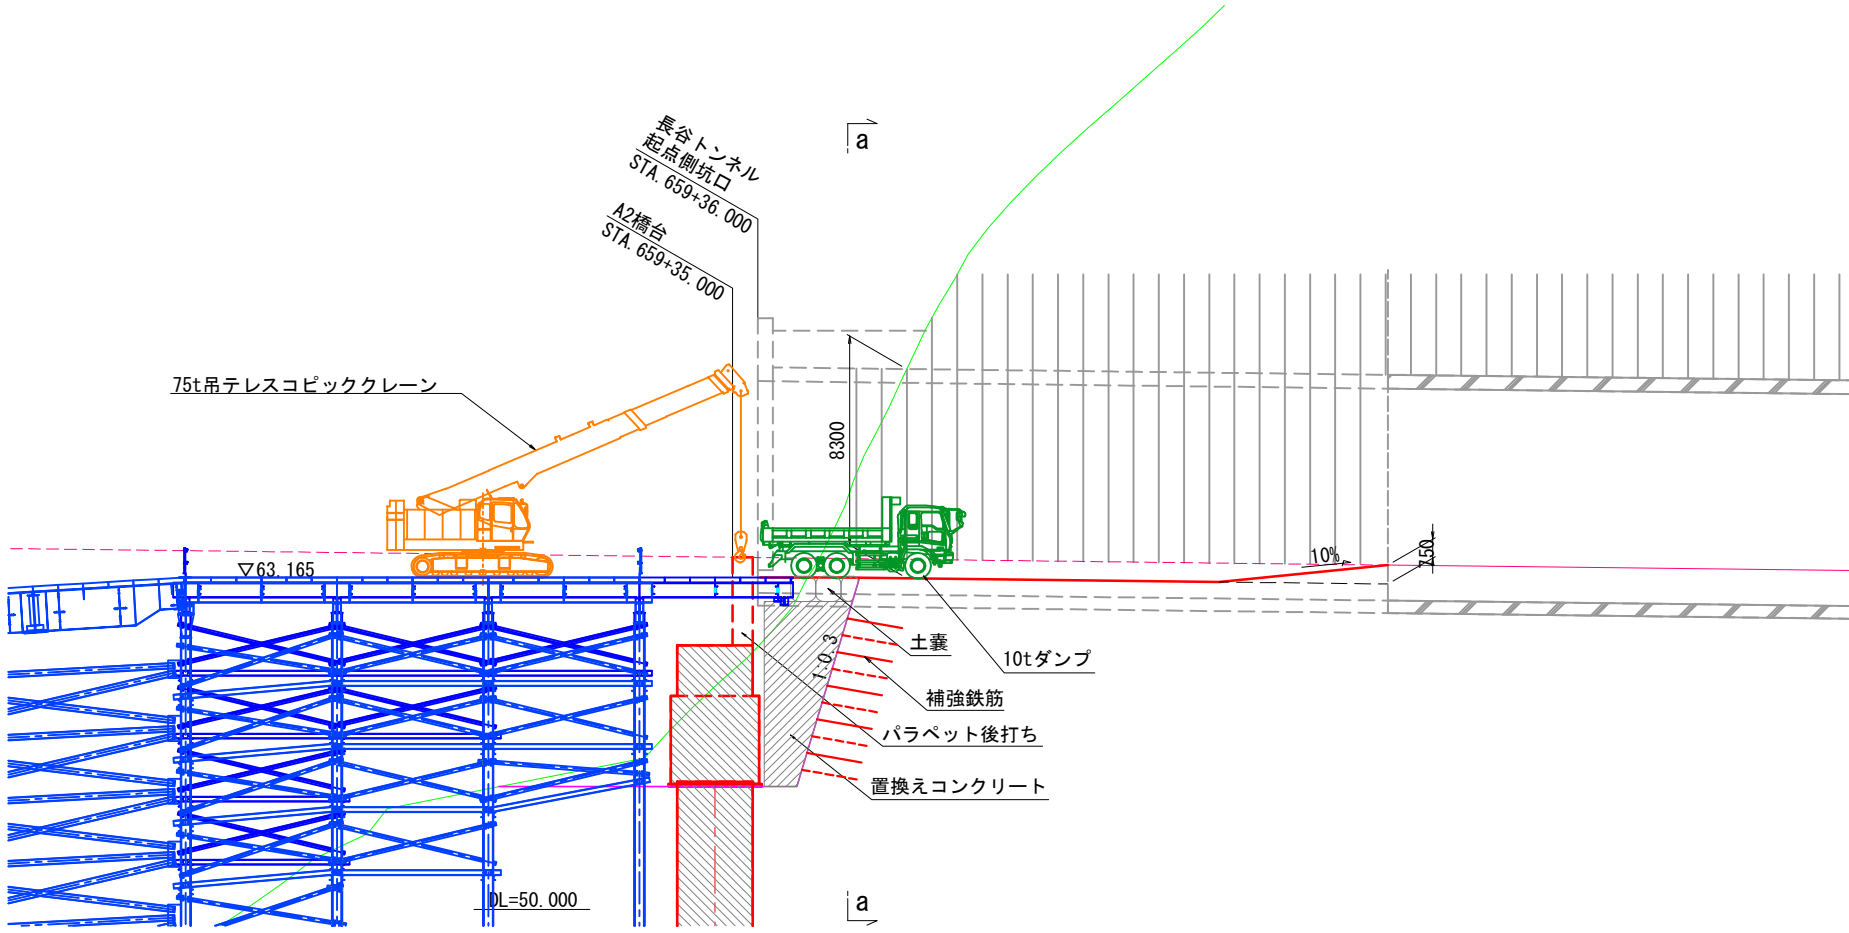 a
長谷トンネル
起点側坑口
STA. 659+36. 000
A2橋台
STA. 659+35. 000
75t吊テレスコピッククレーン
8300
10%
750
▽63.165
1:0.3
土嚢
10tダンプ
補強鉄筋
パラペット後打ち
置換えコンクリート
DL=50.000
a